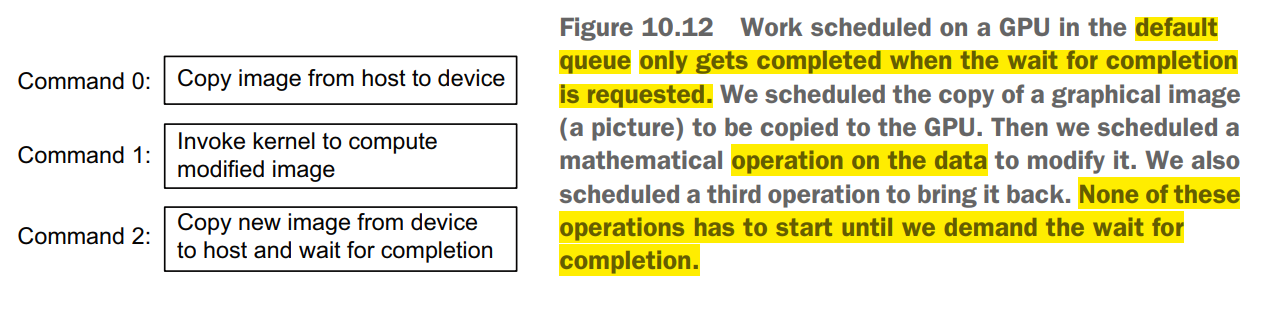 Command 0: Copy image from host to device
Command 1: Invoke kernel to compute
modified image
Command 2: Copy new image from device
to host and wait for completion
Figure 10.12 Work scheduled on a GPU in the default
queue only gets completed when the wait for completion
is requested. We scheduled the copy of a graphical image
(a picture) to be copied to the GPU. Then we scheduled a
mathematical operation on the data to modify it. We also
scheduled a third operation to bring it back. None of these
operations has to start until we demand the wait for
completion.